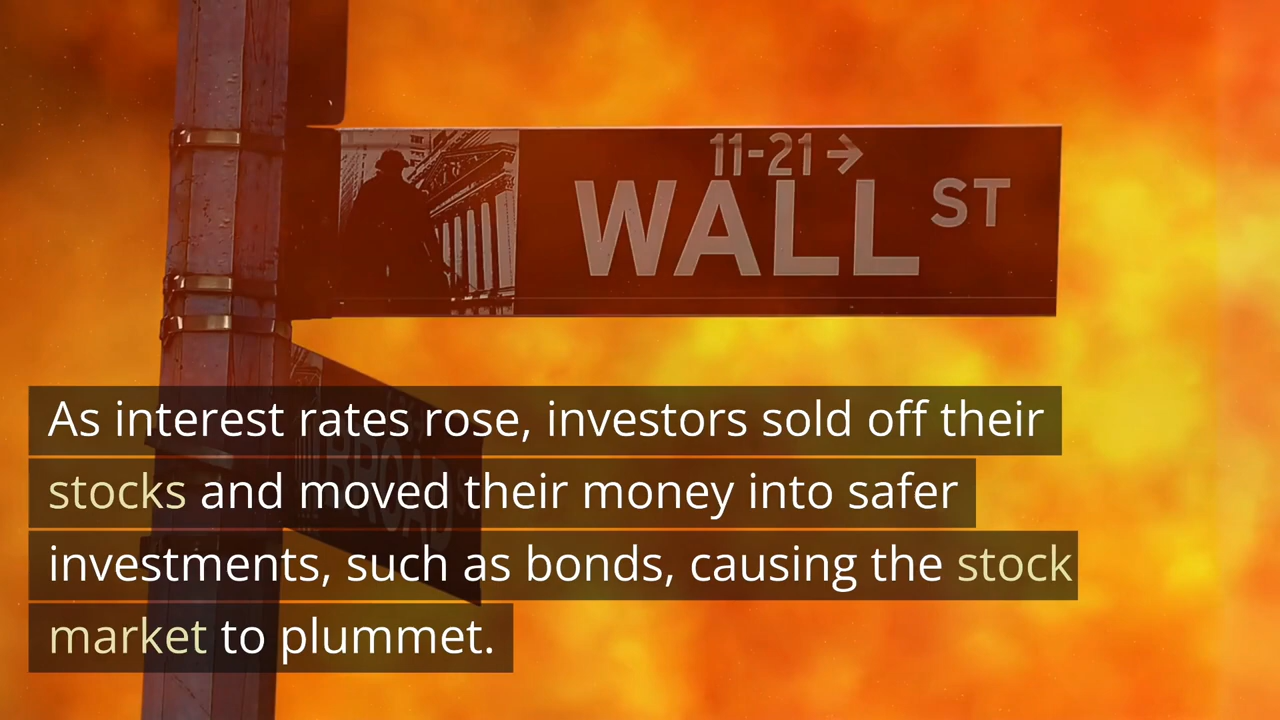 11-21→
WALL ST
BROAD
As interest rates rose, investors sold off their
stocks and moved their money into safer
investments, such as bonds, causing the stock
market to plummet.